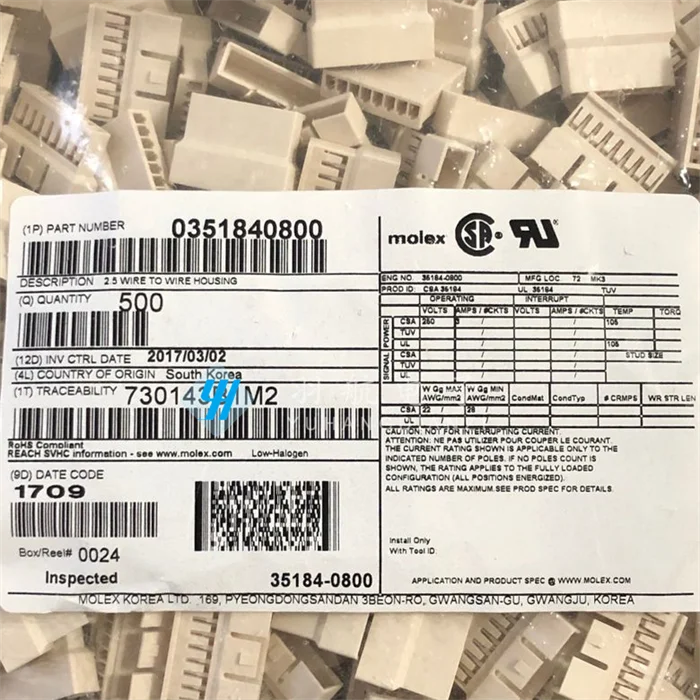 (1P) PART NUMBER 0351840800
DESCRIPTION 2.5 WIRE TO WIRE HOUSING
(Q) QUANTITY 500
(12D) INV CTRL DATE 2017/03/02
(4L) COUNTRY OF ORIGIN South Korea
(1T) TRACEABILITY
RoHS Compliant
REACH SVHC information - see www.molex.com Low-Halogen
(9D) DATE CODE
1709
Box/Reel# 0024
Inspected 35184-0800
molex
ENG NO. 35184-0800 MFG LOC. 72 MK3
PROD ID: CSA 35184 UL 35184 TUV
OPERATING INTERRUPT
VOLTS AMPS / #CKTS VOLTS AMPS / #CKTS TEMP TORQ
POWER CSA 250 3 / / 105
TUV / /
UL / / 105
SIGNAL CSA / / STUD SIZE
TUV / /
UL / /
W Gg MAX AWG/mm2 W Gg MIN AWG/mm2 CondMat CondTyp # CRMPS WR STR LEN
CSA 22 / 28 /
UL / /
CAUTION: NOT FOR INTERRUPTING CURRENT.
ATTENTION: NE PAS UTILIZER POUR COUPER LE COURANT.
THE CURRENT RATING SHOWN IS APPLICABLE ONLY TO THE
INDICATED NUMBER OF POLES. IF NO POLES COUNT IS
SHOWN, THE RATING APPLIES TO THE FULLY LOADED
CONFIGURATION (ALL POSITIONS ENERGIZED).
ALL RATINGS ARE MAXIMUM. SEE PROD SPEC FOR DETAILS.
Install Only
With Tool ID:
APPLICATION AND PRODUCT SPEC @ WWW.MOLEX.COM
MOLEX KOREA LTD. 169, PYEONGDONGSANDAN 3BEON-RO, GWANGSAN-GU, GWANGJU, KOREA